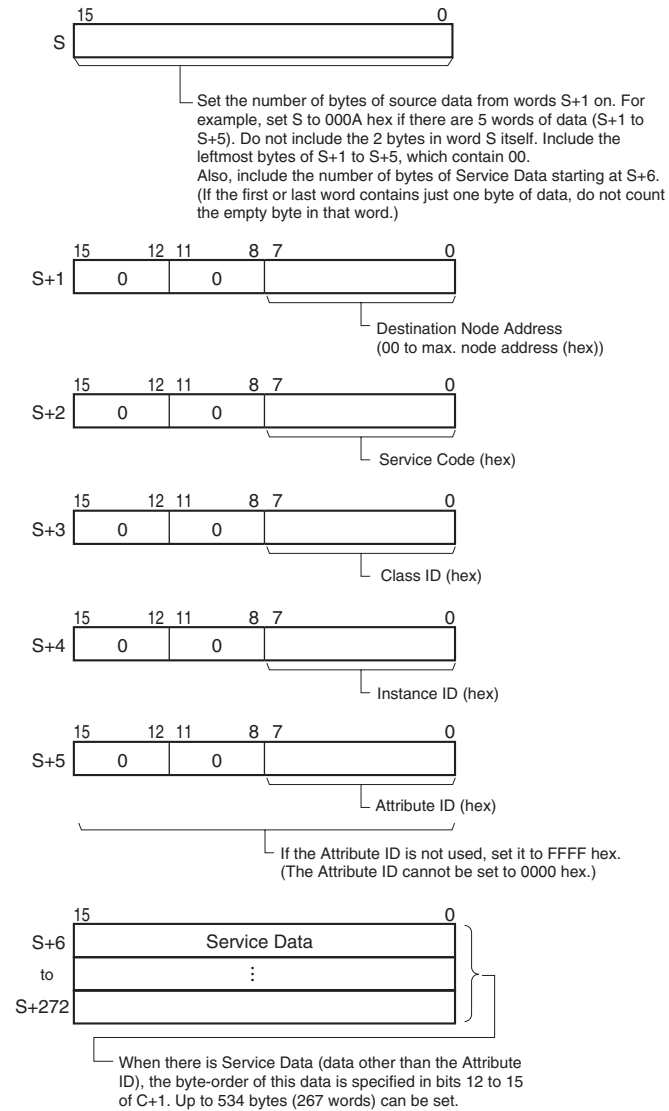 15 0
S
Set the number of bytes of source data from words S+1 on. For
example, set S to 000A hex if there are 5 words of data (S+1 to
S+5). Do not include the 2 bytes in word S itself. Include the
leftmost bytes of S+1 to S+5, which contain 00.
Also, include the number of bytes of Service Data starting at S+6.
(If the first or last word contains just one byte of data, do not count
the empty byte in that word.)
15 12 11 8 7 0
S+1 0 0
Destination Node Address
(00 to max. node address (hex))
15 12 11 8 7 0
S+2 0 0
Service Code (hex)
15 12 11 8 7 0
S+3 0 0
Class ID (hex)
15 12 11 8 7 0
S+4 0 0
Instance ID (hex)
15 12 11 8 7 0
S+5 0 0
Attribute ID (hex)
If the Attribute ID is not used, set it to FFFF hex.
(The Attribute ID cannot be set to 0000 hex.)
15 0
S+6 Service Data
to ⋮
S+272
When there is Service Data (data other than the Attribute
ID), the byte-order of this data is specified in bits 12 to 15
of C+1. Up to 534 bytes (267 words) can be set.